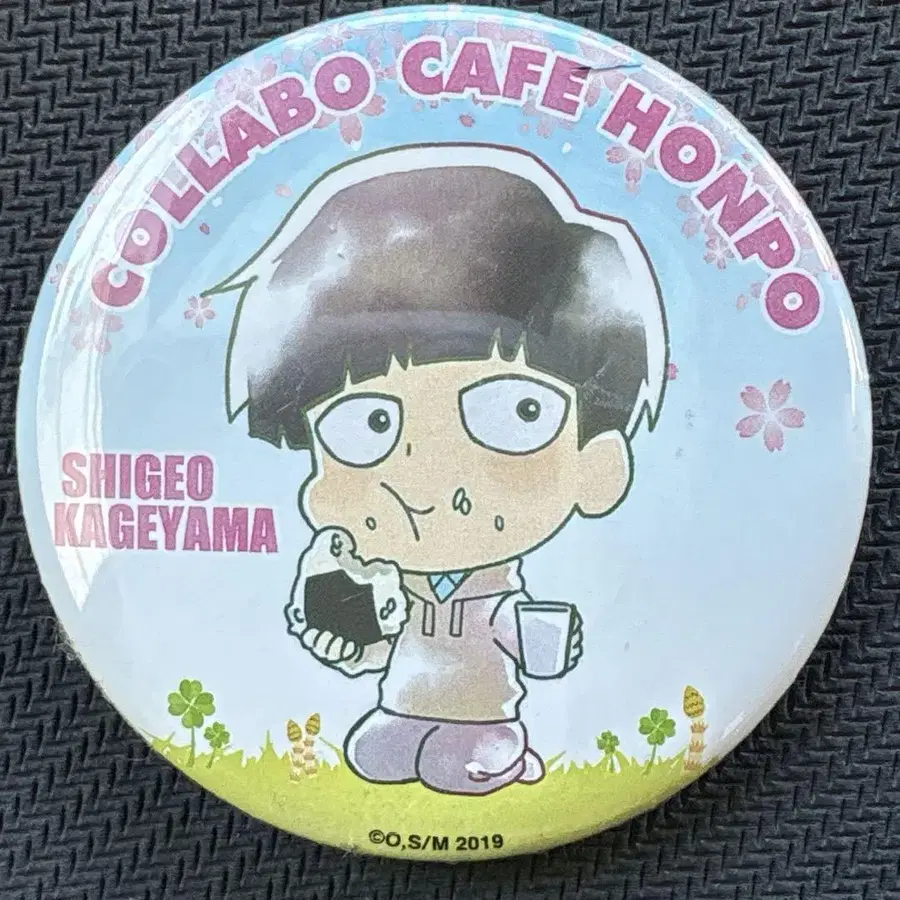 COLLABO CAFE HONPO
SHIGEO
KAGEYAMA
©O,S/M 2019